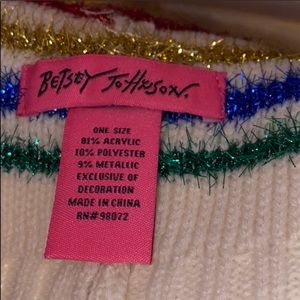 BETSEY JOHNSON.
ONE SIZE
81% ACRYLIC
10% POLYESTER
9% METALLIC
EXCLUSIVE OF
DECORATION
MADE IN CHINA
RN#98072